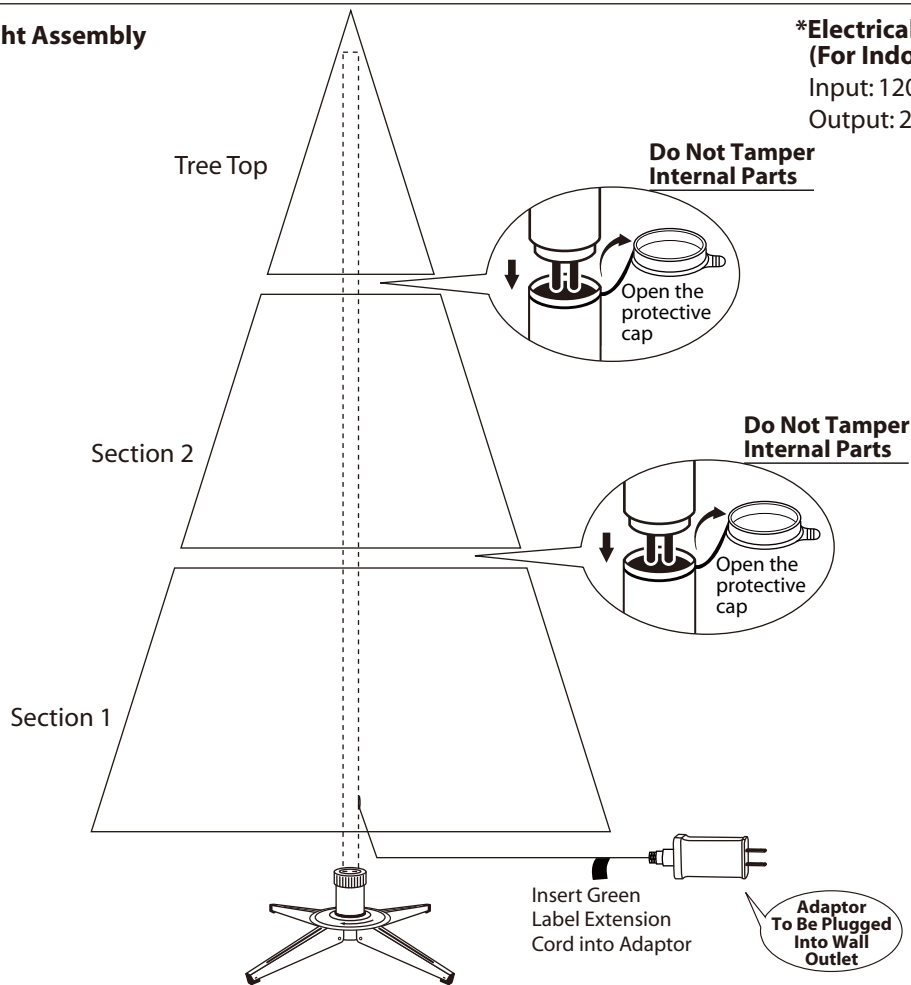 ht Assembly
*Electrical
(For Indo
Input: 120
Output: 2
Tree Top
Do Not Tamper
Internal Parts
Open the
protective
cap
Section 2
Do Not Tamper
Internal Parts
Open the
protective
cap
Section 1
Insert Green
Label Extension
Cord into Adaptor
Adaptor
To Be Plugged
Into Wall
Outlet